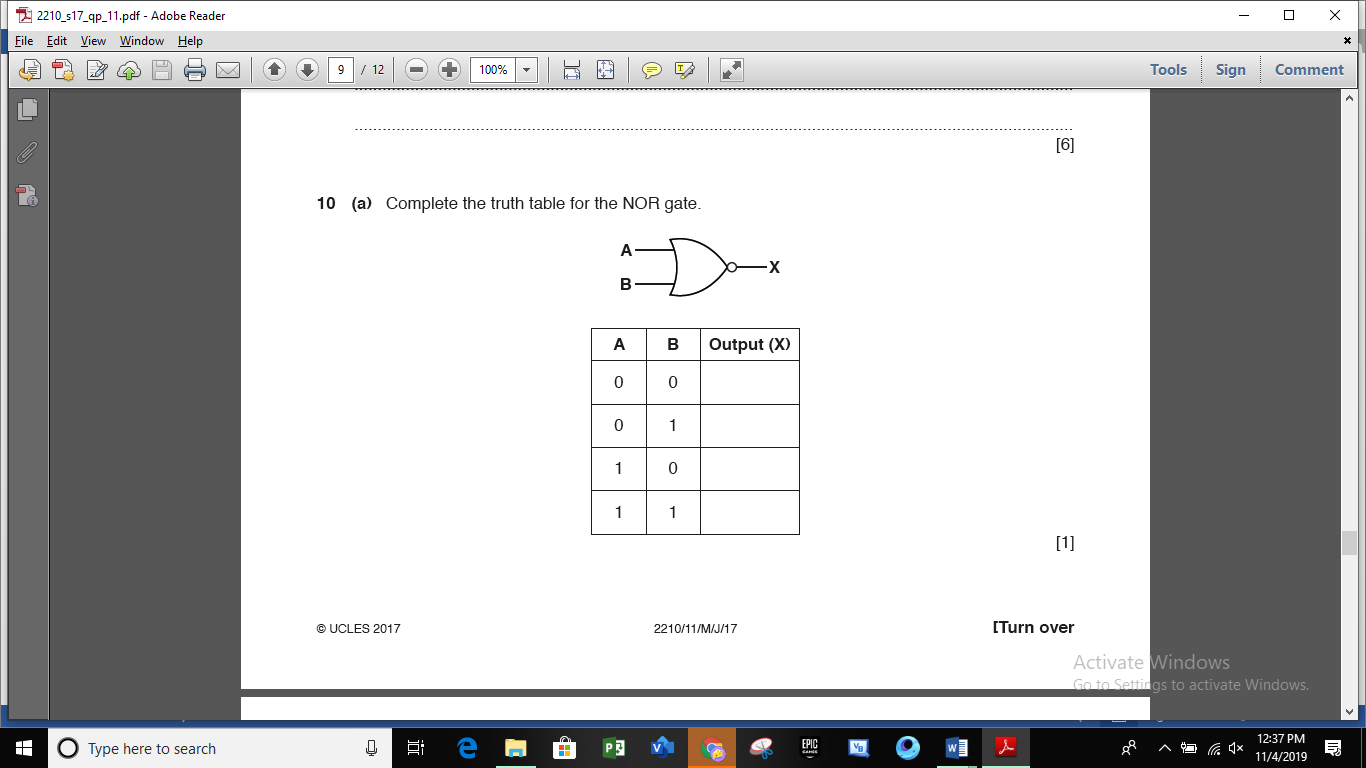 2210_s17_qp_11.pdf - Adobe Reader
File Edit View Window Help
9 / 12 100% Tools Sign Comment
[6]
10 (a) Complete the truth table for the NOR gate.
A
X
B
A B Output (X)
0 0
0 1
1 0
1 1
[1]
© UCLES 2017 2210/11/M/J/17 [Turn over
Activate Windows
Go to Settings to activate Windows.
Type here to search
EPIC
GAMES
12:37 PM
11/4/2019